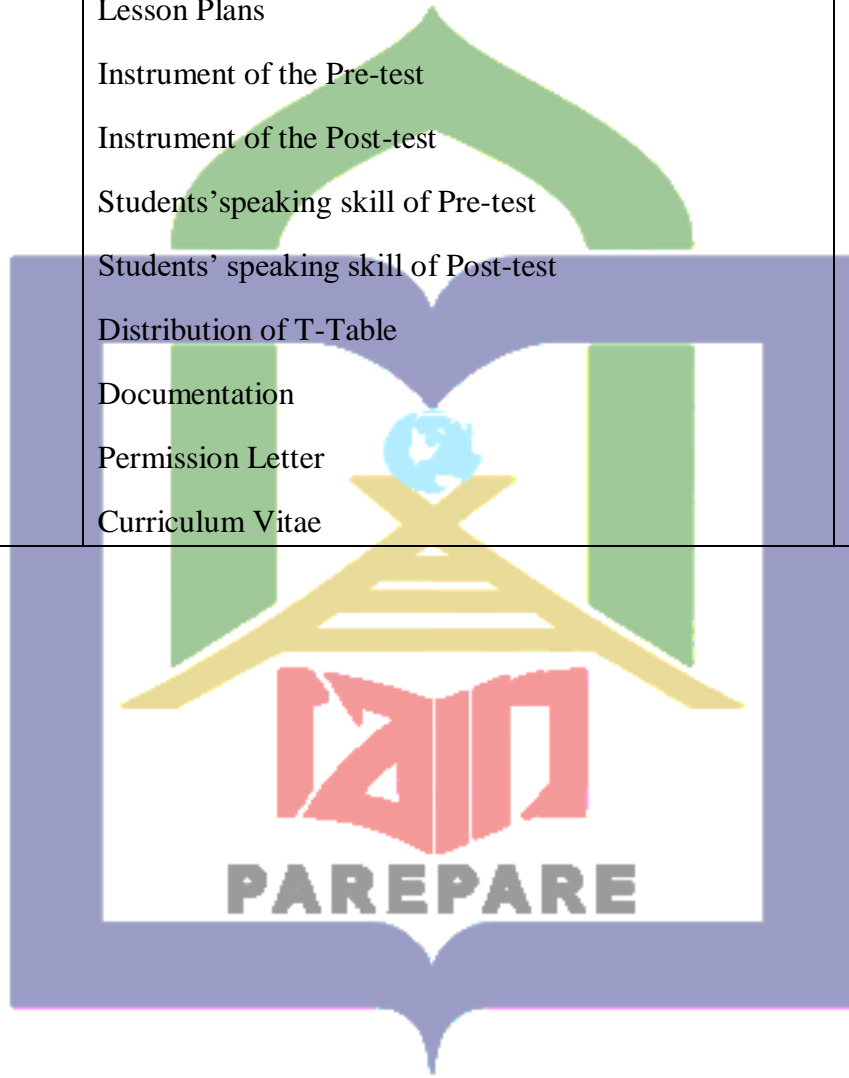 Lesson Plans
Instrument of the Pre-test
Instrument of the Post-test
Students’speaking skill of Pre-test
Students’ speaking skill of Post-test
Distribution of T-Table
Documentation
Permission Letter
Curriculum Vitae
iain
PAREPARE